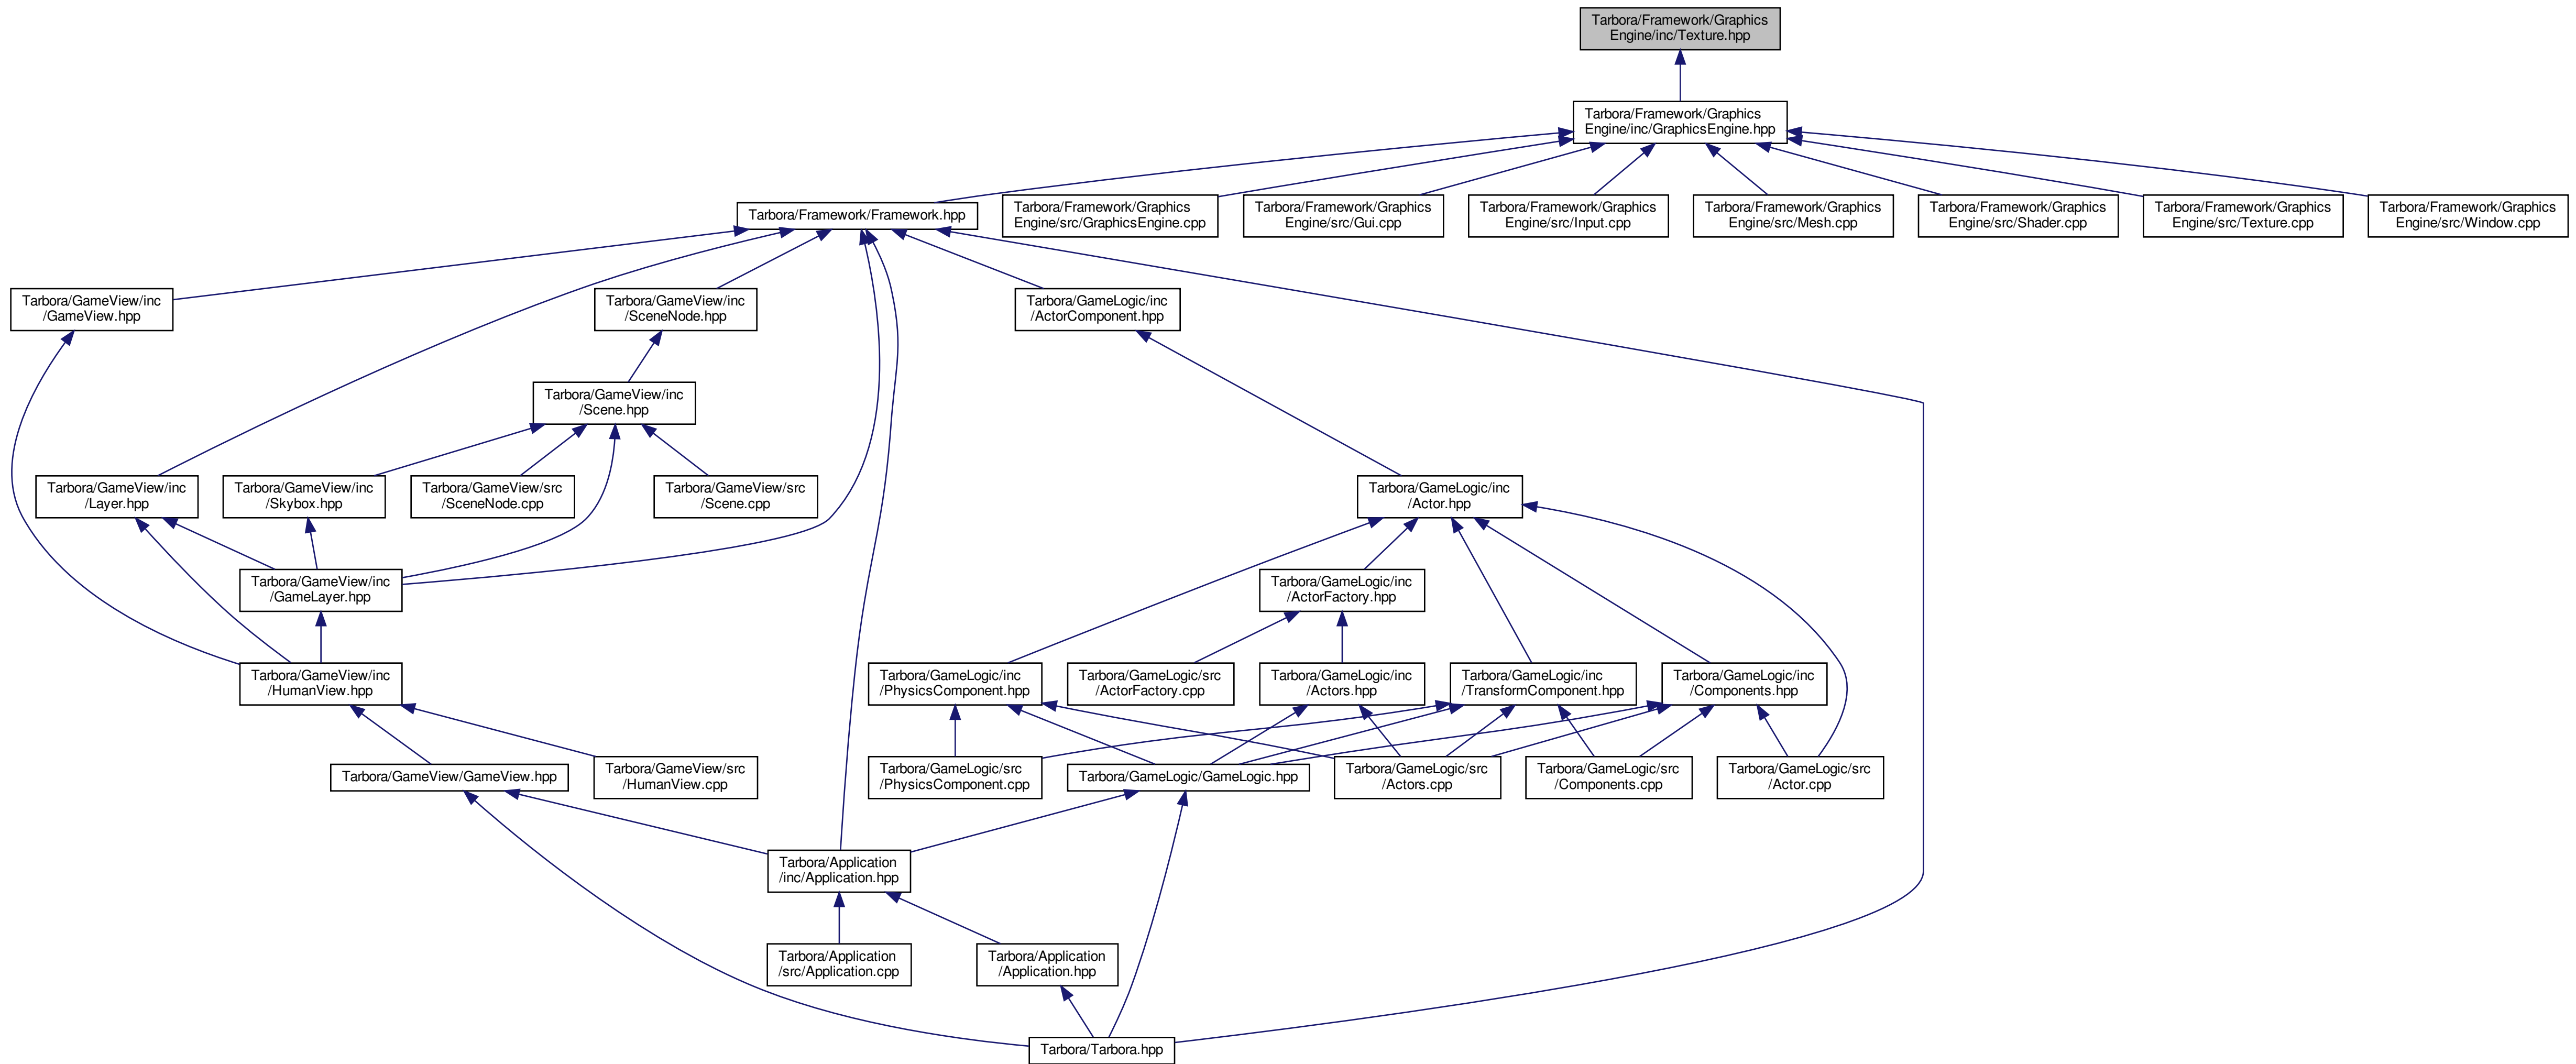 Tarbora/Framework/Graphics
Engine/inc/Texture.hpp
Tarbora/Framework/Graphics
Engine/inc/GraphicsEngine.hpp
Tarbora/Framework/Framework.hpp
Tarbora/Framework/Graphics
Engine/src/GraphicsEngine.cpp
Tarbora/Framework/Graphics
Engine/src/Gui.cpp
Tarbora/Framework/Graphics
Engine/src/Input.cpp
Tarbora/Framework/Graphics
Engine/src/Mesh.cpp
Tarbora/Framework/Graphics
Engine/src/Shader.cpp
Tarbora/Framework/Graphics
Engine/src/Texture.cpp
Tarbora/Framework/Graphics
Engine/src/Window.cpp
Tarbora/GameView/inc
/GameView.hpp
Tarbora/GameView/inc
/SceneNode.hpp
Tarbora/GameLogic/inc
/ActorComponent.hpp
Tarbora/GameView/inc
/Scene.hpp
Tarbora/GameView/inc
/Layer.hpp
Tarbora/GameView/inc
/Skybox.hpp
Tarbora/GameView/src
/SceneNode.cpp
Tarbora/GameView/src
/Scene.cpp
Tarbora/GameLogic/inc
/Actor.hpp
Tarbora/GameView/inc
/GameLayer.hpp
Tarbora/GameLogic/inc
/ActorFactory.hpp
Tarbora/GameView/inc
/HumanView.hpp
Tarbora/GameLogic/inc
/PhysicsComponent.hpp
Tarbora/GameLogic/src
/ActorFactory.cpp
Tarbora/GameLogic/inc
/Actors.hpp
Tarbora/GameLogic/inc
/TransformComponent.hpp
Tarbora/GameLogic/inc
/Components.hpp
Tarbora/GameView/GameView.hpp
Tarbora/GameView/src
/HumanView.cpp
Tarbora/GameLogic/src
/PhysicsComponent.cpp
Tarbora/GameLogic/GameLogic.hpp
Tarbora/GameLogic/src
/Actors.cpp
Tarbora/GameLogic/src
/Components.cpp
Tarbora/GameLogic/src
/Actor.cpp
Tarbora/Application
/inc/Application.hpp
Tarbora/Application
/src/Application.cpp
Tarbora/Application
/Application.hpp
Tarbora/Tarbora.hpp